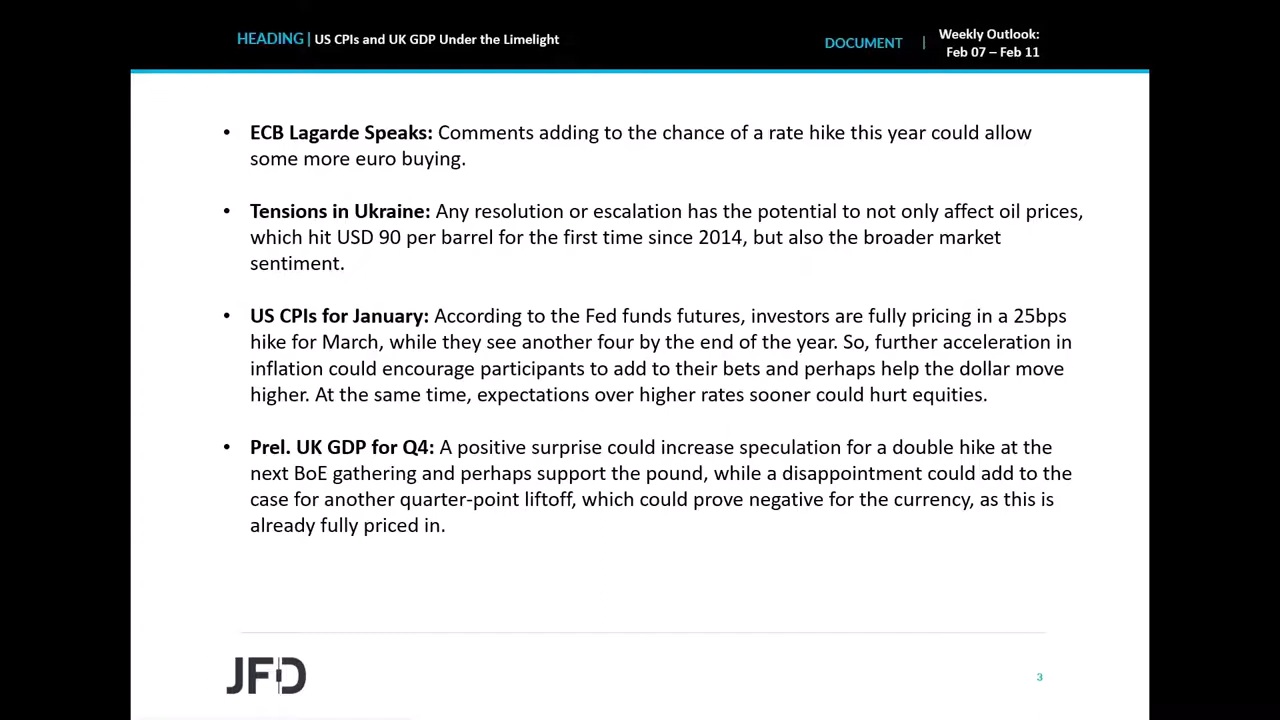 HEADING | US CPIs and UK GDP Under the Limelight
DOCUMENT | Weekly Outlook:
Feb 07 – Feb 11
• ECB Lagarde Speaks: Comments adding to the chance of a rate hike this year could allow
some more euro buying.
• Tensions in Ukraine: Any resolution or escalation has the potential to not only affect oil prices,
which hit USD 90 per barrel for the first time since 2014, but also the broader market
sentiment.
• US CPIs for January: According to the Fed funds futures, investors are fully pricing in a 25bps
hike for March, while they see another four by the end of the year. So, further acceleration in
inflation could encourage participants to add to their bets and perhaps help the dollar move
higher. At the same time, expectations over higher rates sooner could hurt equities.
• Prel. UK GDP for Q4: A positive surprise could increase speculation for a double hike at the
next BoE gathering and perhaps support the pound, while a disappointment could add to the
case for another quarter-point liftoff, which could prove negative for the currency, as this is
already fully priced in.
JFD
3